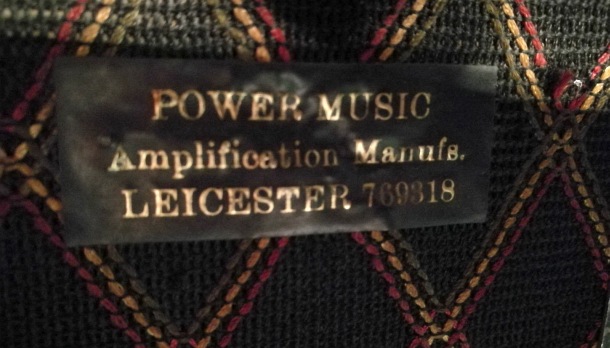 POWER MUSIC
Amplification Manufs.
LEICESTER 769318